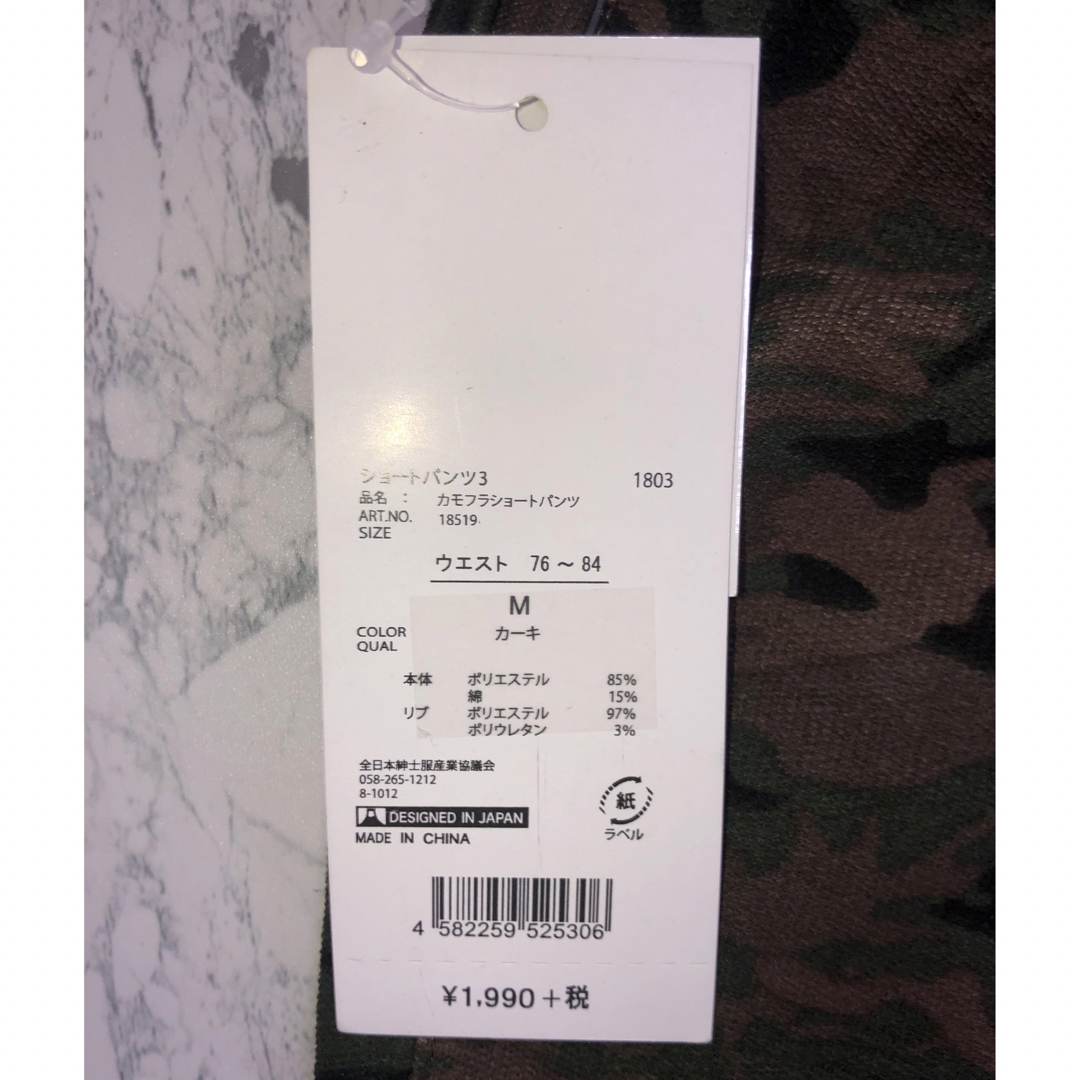 ショートパンツ3 1803
品名 : カモフラショートパンツ
ART.NO. 18519
SIZE
ウエスト 76 〜 84
M
COLOR カーキ
QUAL
本体 ポリエステル 85%
綿 15%
リブ ポリエステル 97%
ポリウレタン 3%
全日本紳士服産業協議会
058-265-1212
8-1012
DESIGNED IN JAPAN
MADE IN CHINA
紙
ラベル
4 582259 525306
¥1,990+税